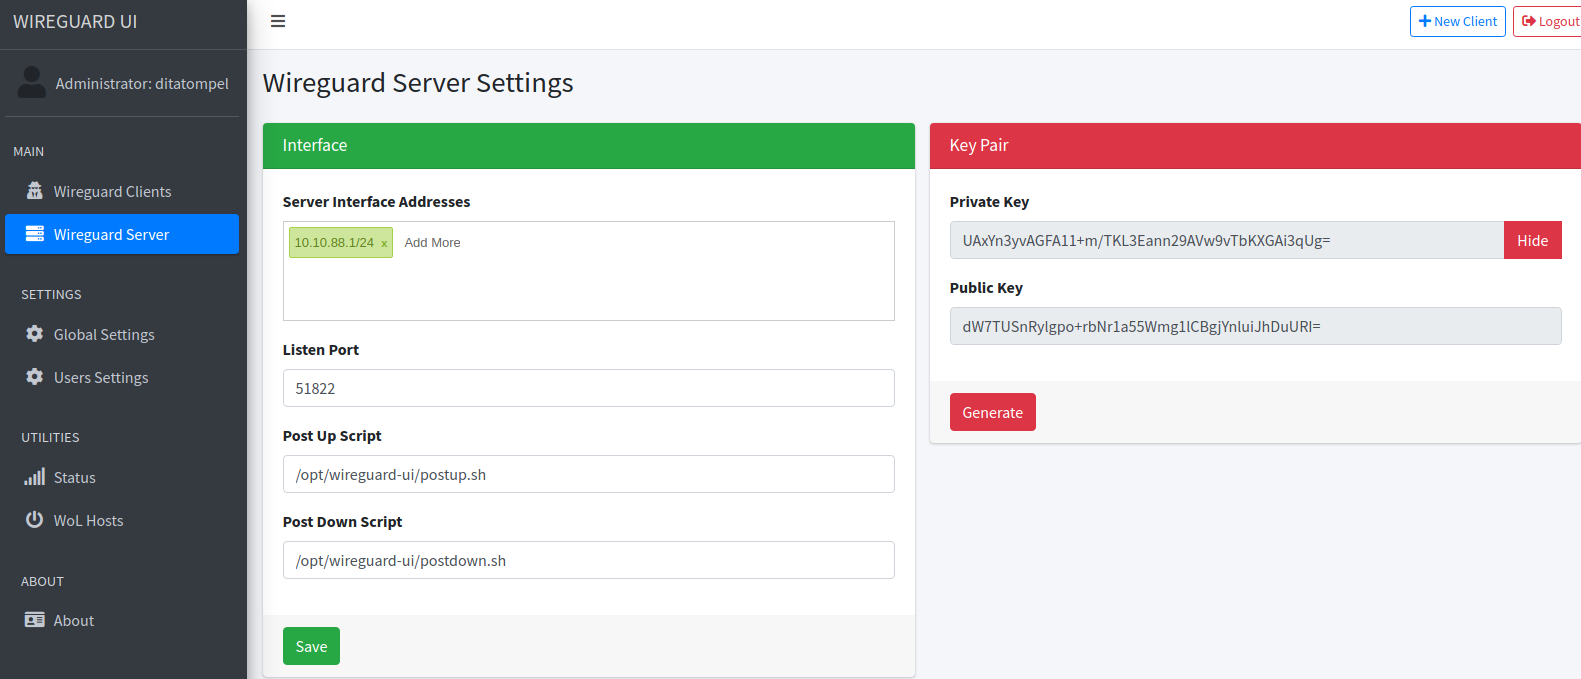 WIREGUARD UI
New Client
Logout
Administrator: ditatompel
MAIN
Wireguard Clients
Wireguard Server
SETTINGS
Global Settings
Users Settings
UTILITIES
Status
WoL Hosts
ABOUT
About
Wireguard Server Settings
Interface
Server Interface Addresses
10.10.88.1/24 x Add More
Listen Port
51822
Post Up Script
/opt/wireguard-ui/postup.sh
Post Down Script
/opt/wireguard-ui/postdown.sh
Save
Key Pair
Private Key
UAxYn3yvAGFA11+m/TKL3Eann29AVw9vTbKXGAi3qUg=
Hide
Public Key
dW7TUSnRylgpo+rbNr1a55Wmg1lCBgjYnluiJhDuURI=
Generate